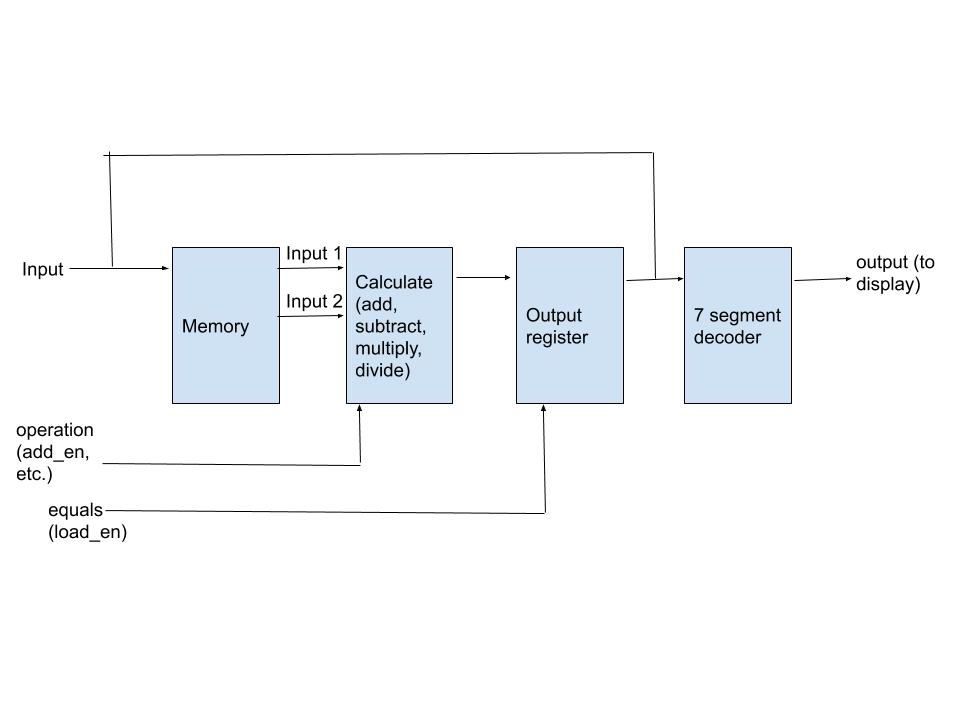 Input
Memory
Input 1
Input 2
Calculate
(add,
subtract,
multiply,
divide)
Output
register
7 segment
decoder
output (to
display)
operation
(add_en,
etc.)
equals
(load_en)